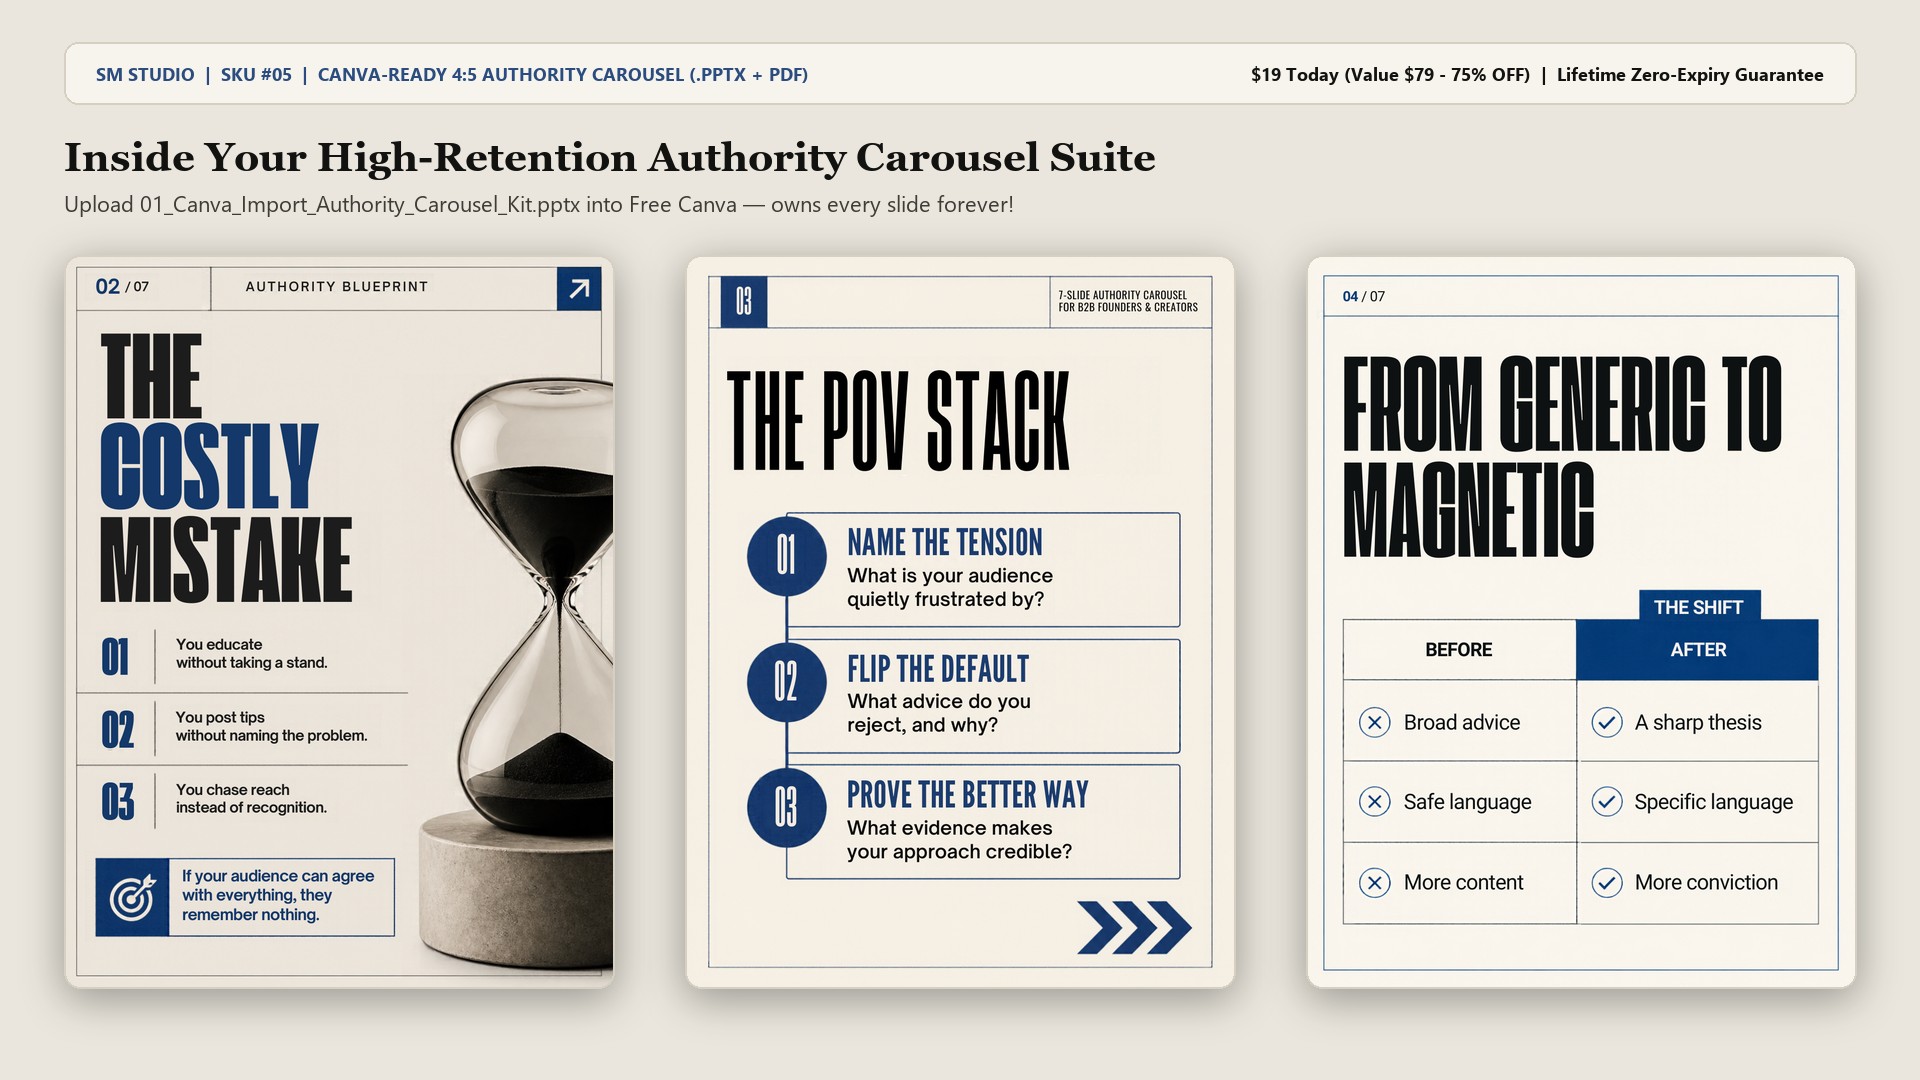 SM STUDIO | SKU #05 | CANVA-READY 4:5 AUTHORITY CAROUSEL (.PPTX + PDF)
$19 Today (Value $79 - 75% OFF) | Lifetime Zero-Expiry Guarantee
Inside Your High-Retention Authority Carousel Suite
Upload 01_Canva_Import_Authority_Carousel_Kit.pptx into Free Canva — owns every slide forever!
02 / 07
AUTHORITY BLUEPRINT
THE
COSTLY
MISTAKE
01
You educate
without taking a stand.
02
You post tips
without naming the problem.
03
You chase reach
instead of recognition.
If your audience can agree
with everything, they
remember nothing.
03
7-SLIDE AUTHORITY CAROUSEL
FOR B2B FOUNDERS & CREATORS
THE POV STACK
01
NAME THE TENSION
What is your audience
quietly frustrated by?
02
FLIP THE DEFAULT
What advice do you
reject, and why?
03
PROVE THE BETTER WAY
What evidence makes
your approach credible?
04 / 07
FROM GENERIC TO
MAGNETIC
THE SHIFT
BEFORE
AFTER
Broad advice
A sharp thesis
Safe language
Specific language
More content
More conviction